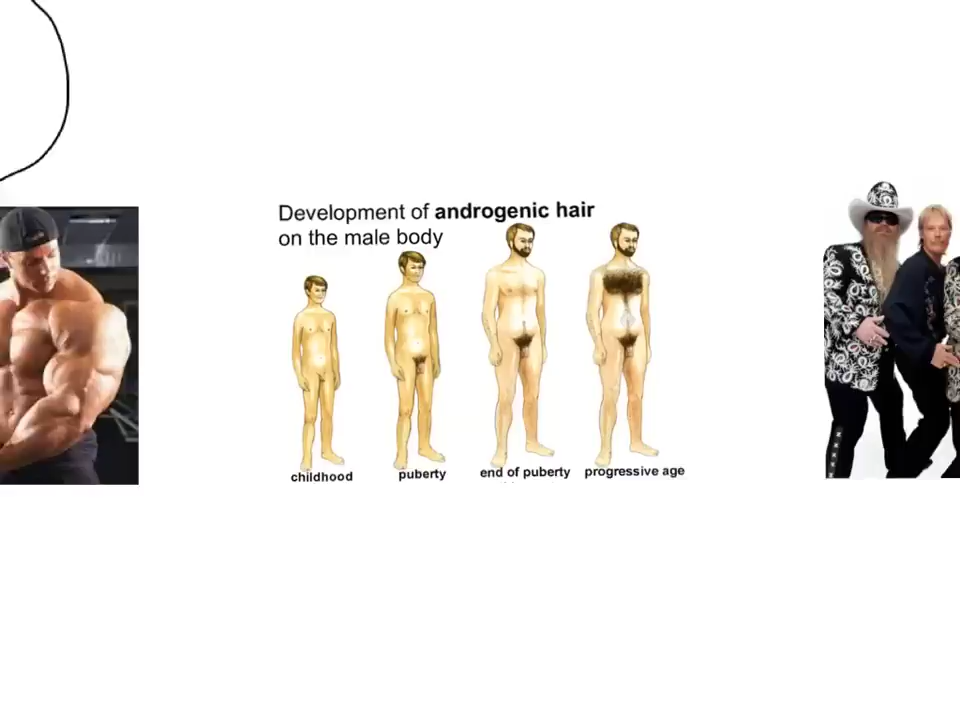 Development of androgenic hair
on the male body
childhood puberty end of puberty progressive age